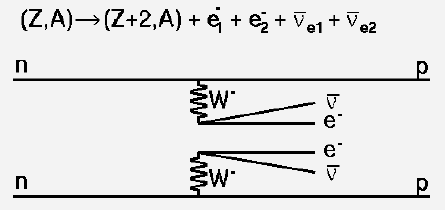 (Z,A)→(Z+2,A) + e₁⁻ + e₂⁻ + ν̅ₑ₁ + ν̅ₑ₂
n p
W⁻ ν̅
e⁻
e⁻
W⁻ ν̅
n p